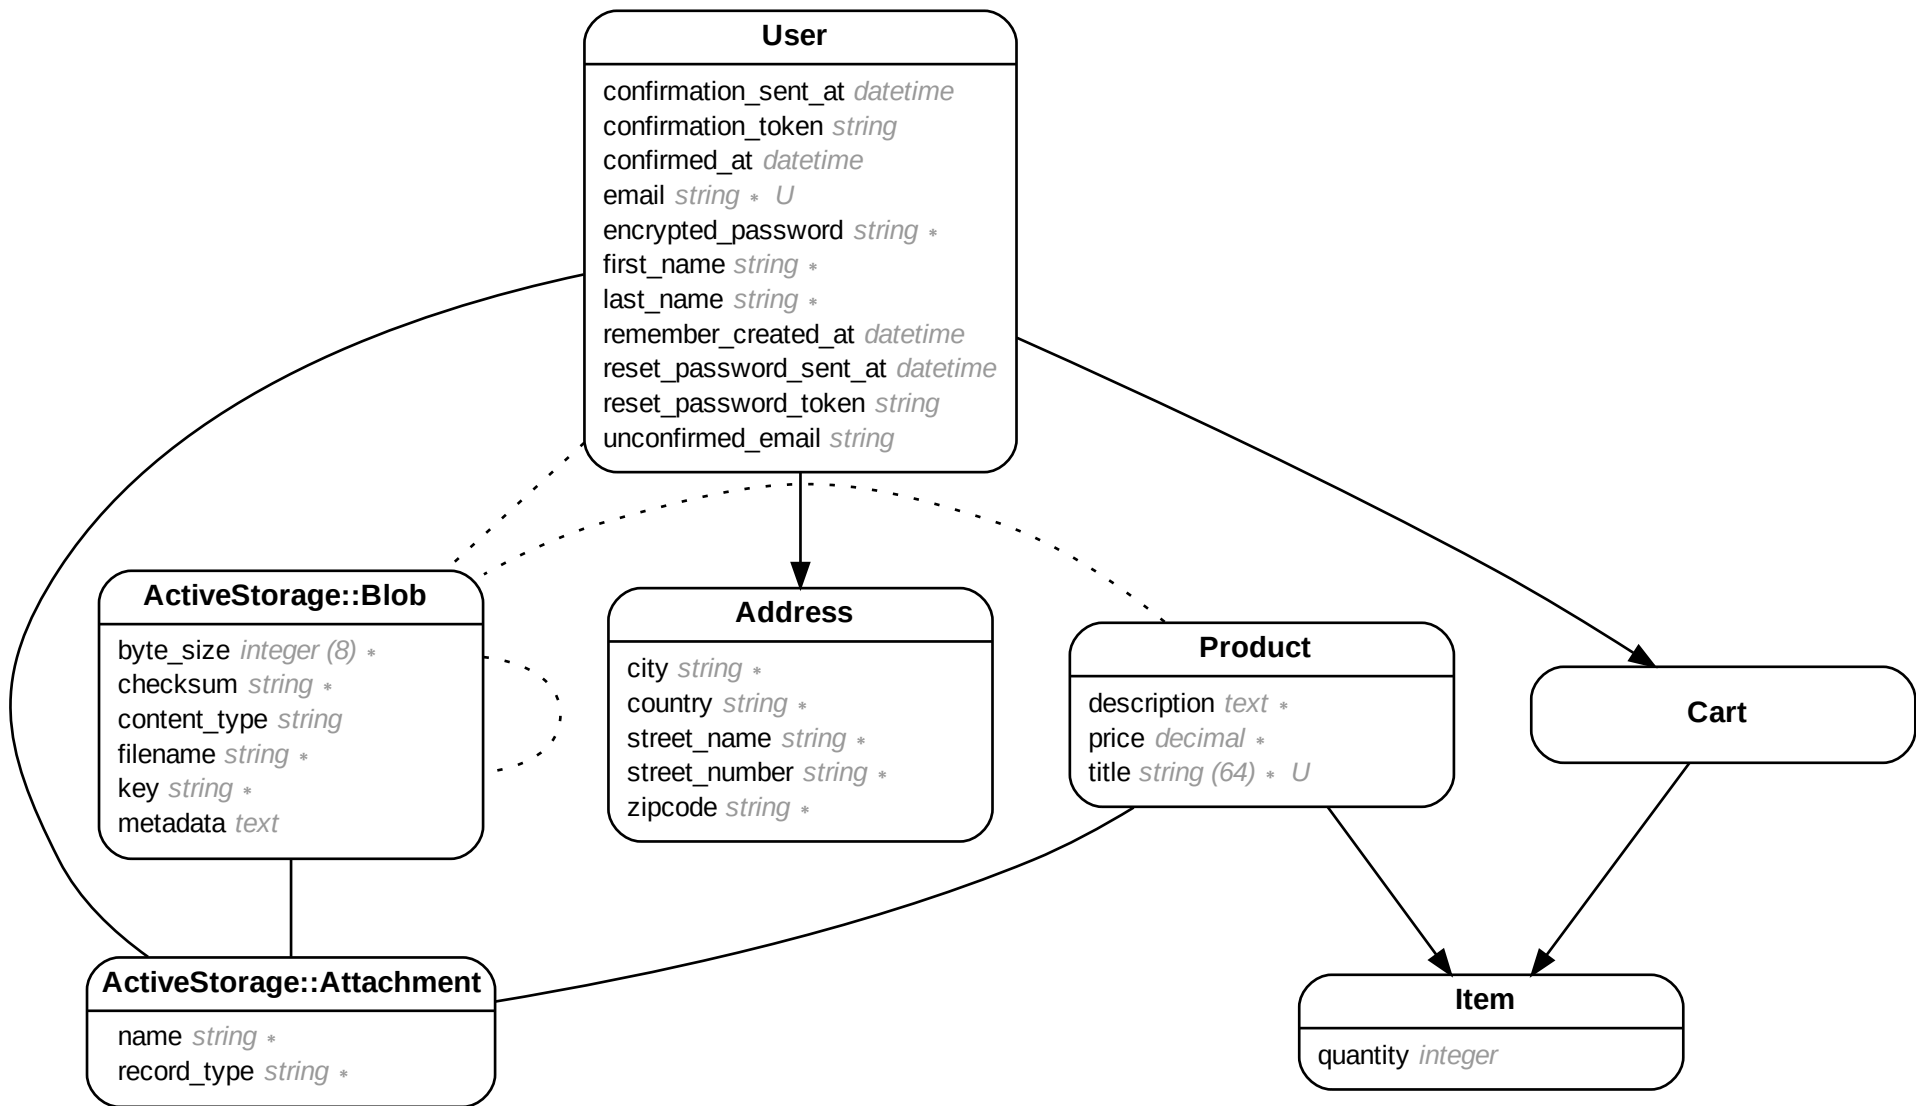 User
confirmation_sent_at datetime
confirmation_token string
confirmed_at datetime
email string * U
encrypted_password string *
first_name string *
last_name string *
remember_created_at datetime
reset_password_sent_at datetime
reset_password_token string
unconfirmed_email string
ActiveStorage::Blob
byte_size integer (8) *
checksum string *
content_type string
filename string *
key string *
metadata text
Address
city string *
country string *
street_name string *
street_number string *
zipcode string *
Product
description text *
price decimal *
title string (64) * U
Cart
ActiveStorage::Attachment
name string *
record_type string *
Item
quantity integer